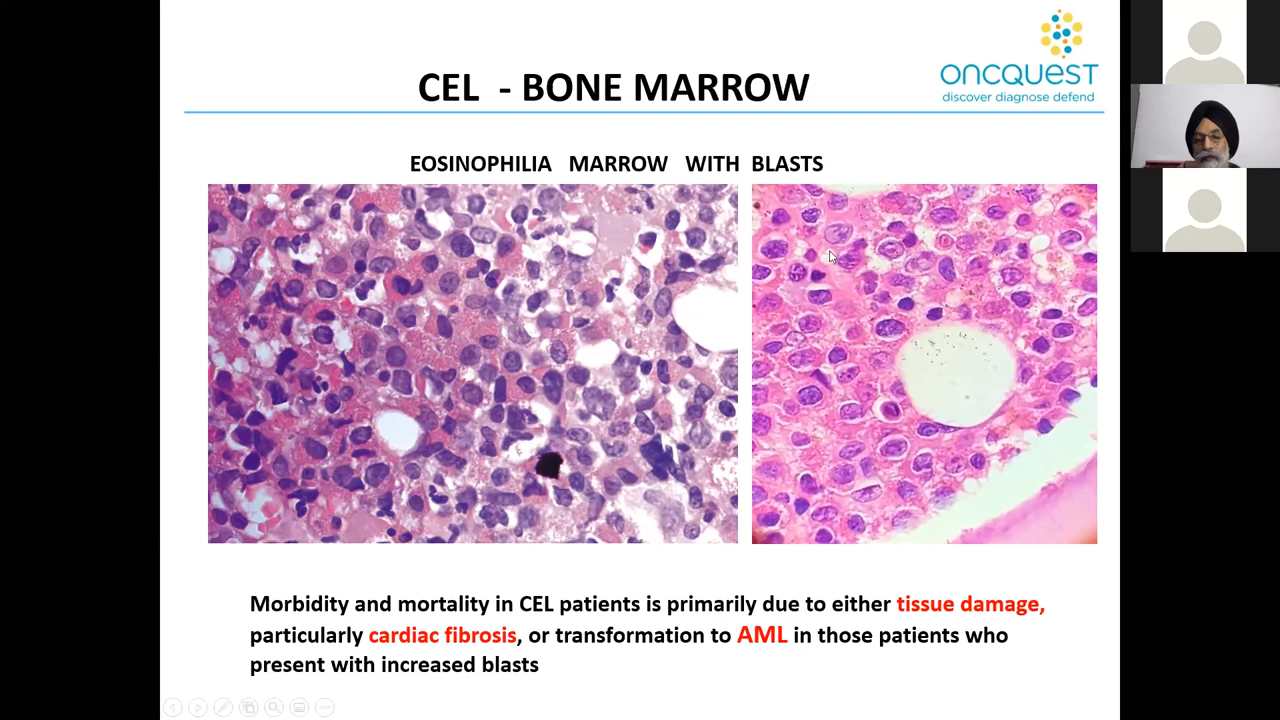 ONCQUEST
discover diagnose defend
CEL - BONE MARROW
EOSINOPHILIA MARROW WITH BLASTS
Morbidity and mortality in CEL patients is primarily due to either tissue damage,
particularly cardiac fibrosis, or transformation to AML in those patients who
present with increased blasts